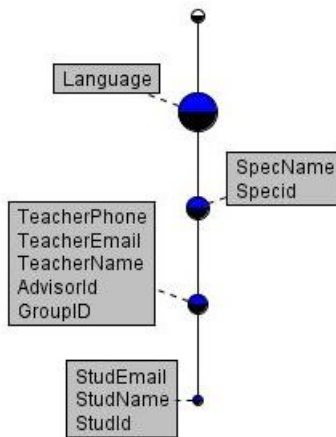 Language
SpecName
Specid
TeacherPhone
TeacherEmail
TeacherName
AdvisorId
GroupID
StudEmail
StudName
StudId